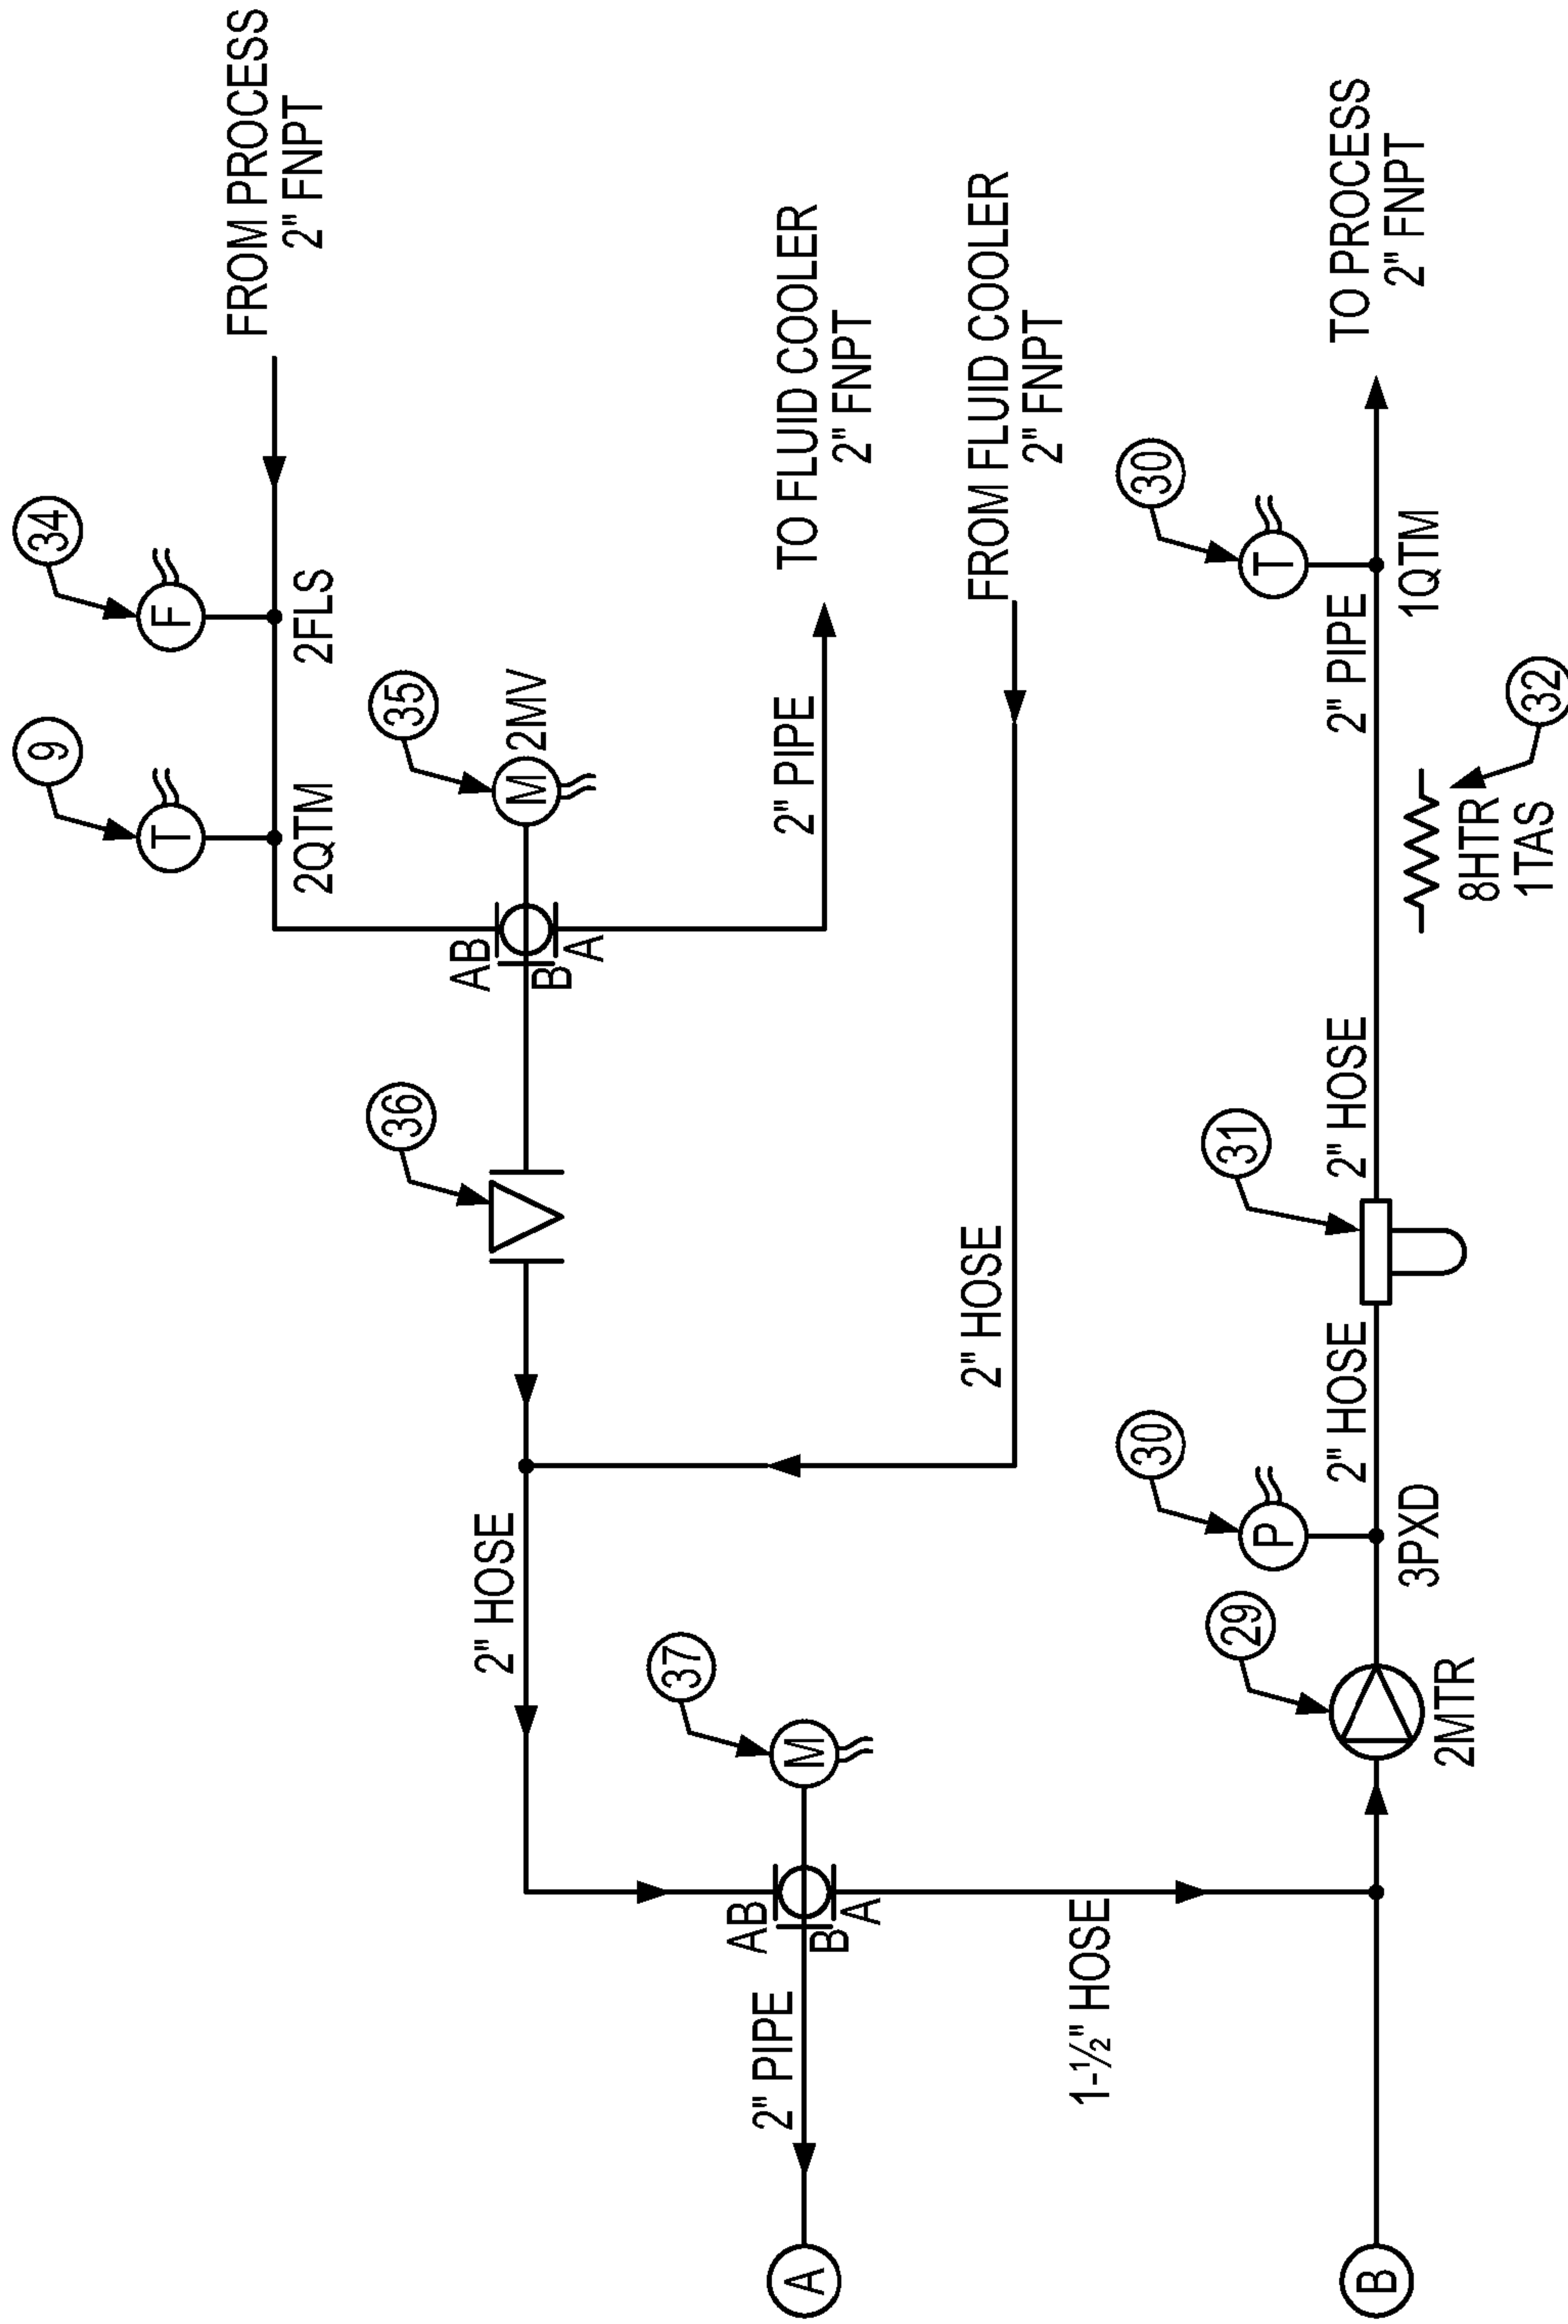 FROM PROCESS
2" FNPT
34
F
2FLS
9
T
2QTM
35
M
2MV
AB
B
A
2" PIPE
TO FLUID COOLER
2" FNPT
36
FROM FLUID COOLER
2" FNPT
2" HOSE
2" HOSE
37
M
AB
B
A
2" PIPE
A
1-½" HOSE
B
29
2MTR
30
P
3PXD
2" HOSE
31
2" HOSE
8HTR
1TAS
32
2" PIPE
30
T
1QTM
TO PROCESS
2" FNPT